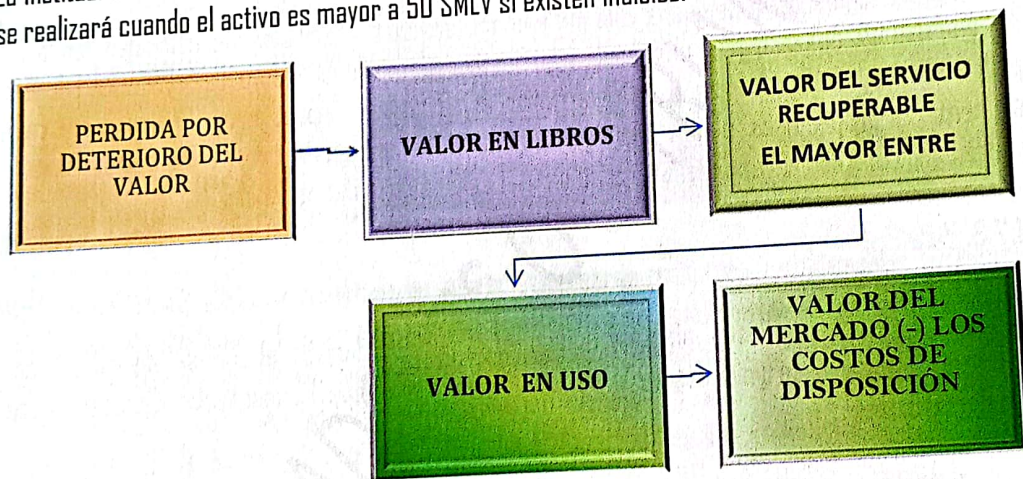 se realizará cuando el activo es mayor a 50 SMLV si existen
PERDIDA POR
DETERIORO DEL
VALOR
VALOR EN LIBROS
VALOR DEL SERVICIO
RECUPERABLE
EL MAYOR ENTRE
VALOR EN USO
VALOR DEL
MERCADO (-) LOS
COSTOS DE
DISPOSICIÓN